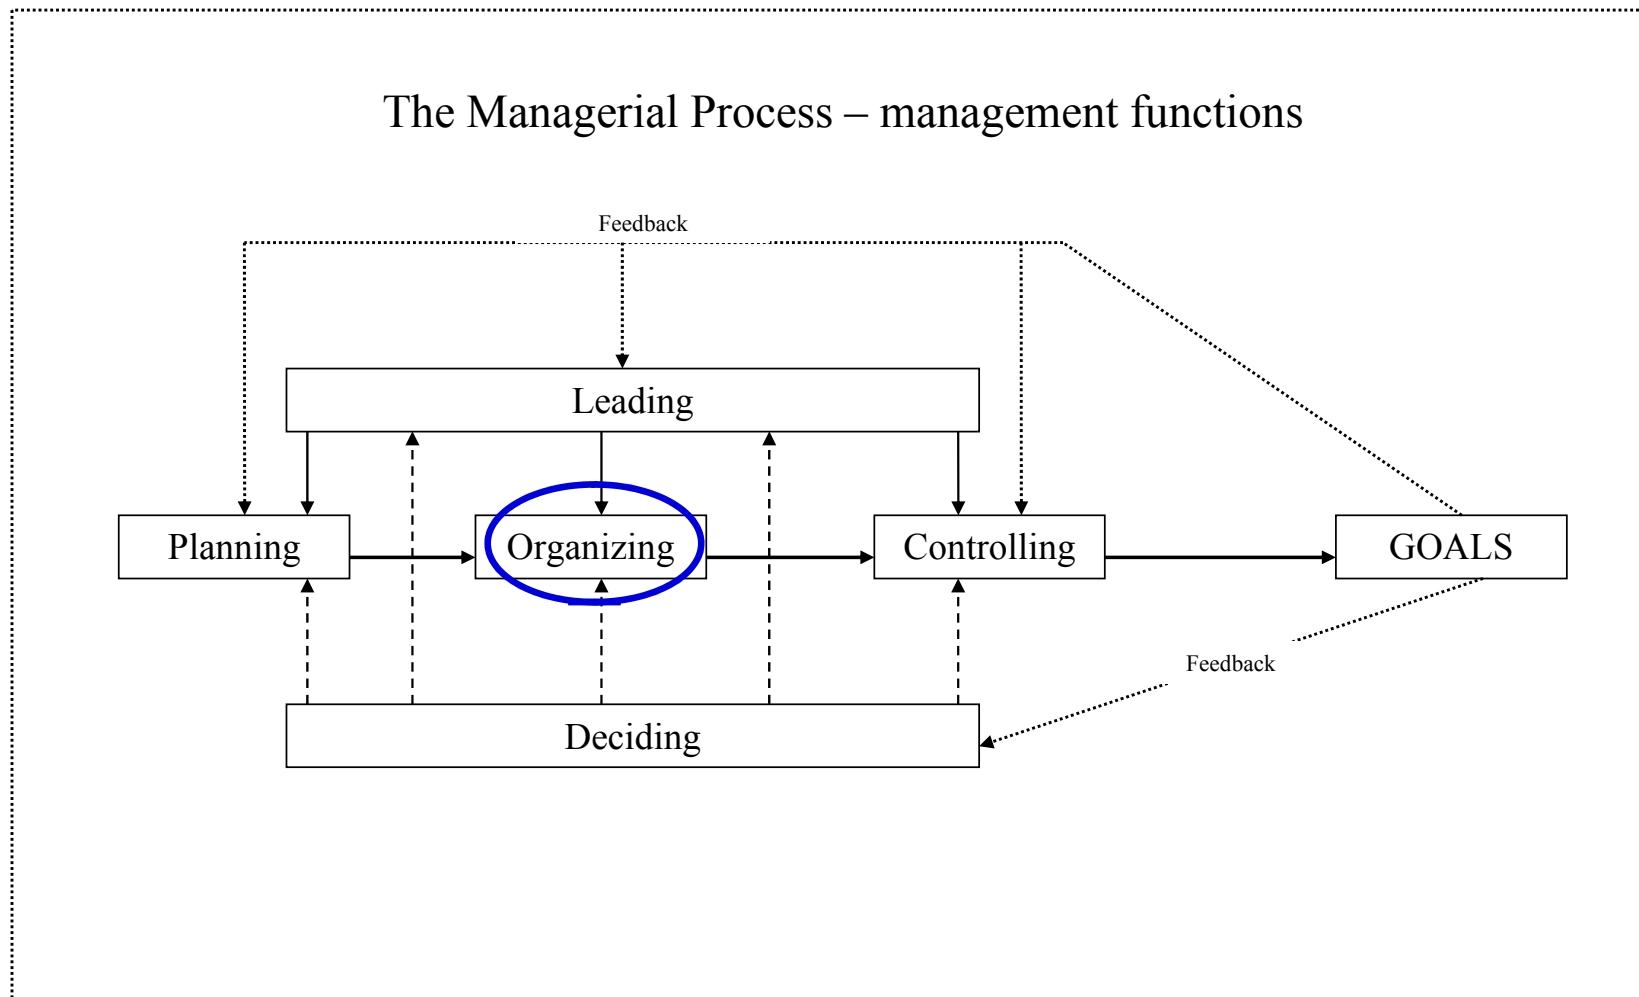 The Managerial Process – management functions
Feedback
Leading
Planning
Organizing
Controlling
GOALS
Feedback
Deciding